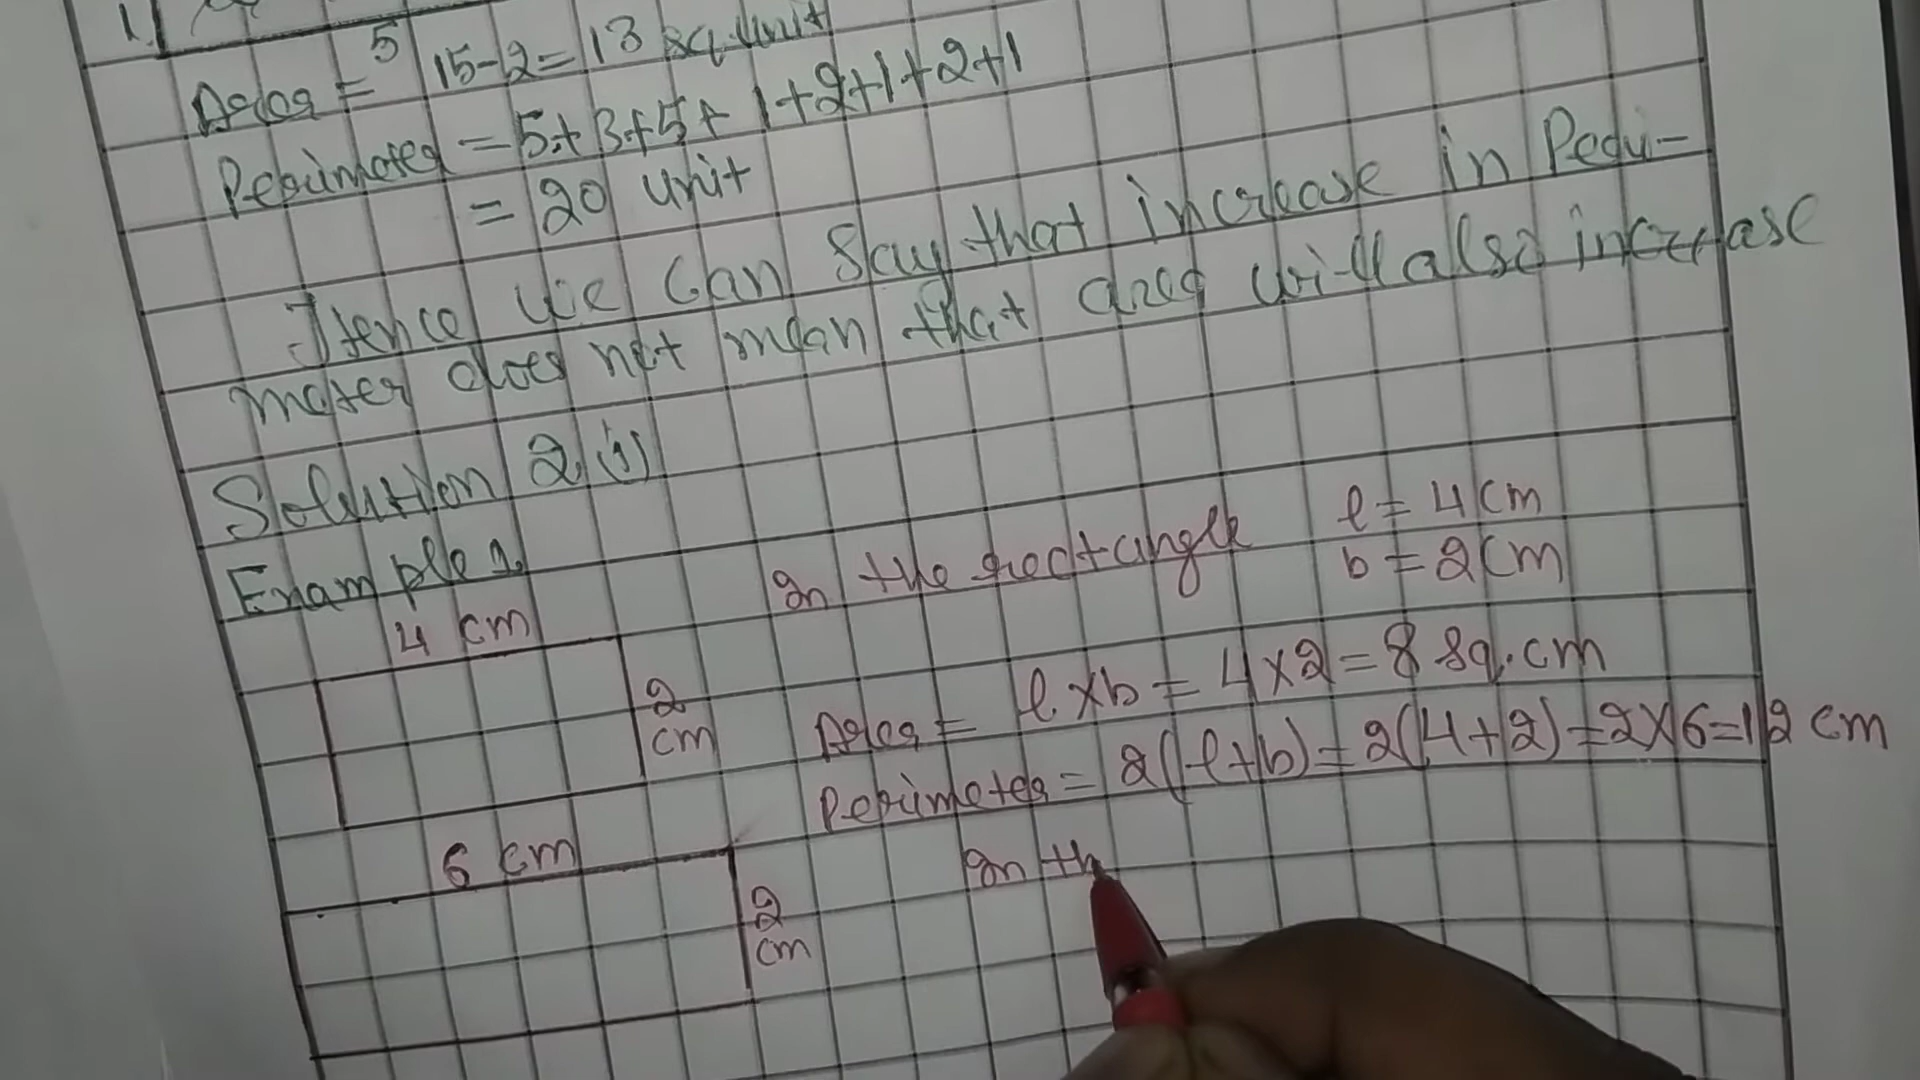 1)
5
Area = 15-2=13 sq.unit
Perimeter = 5+3+5+1+2+1+2+1
= 20 unit
Hence we can say that increase in Peri-
meter does not mean that area will also increase
Solution 2.(1)
Example 1.
4 cm
2
cm
In the rectangle
l = 4 cm
b = 2 cm
Area = l×b = 4×2=8 sq.cm
Perimeter = 2(l+b)=2(4+2)=2×6=12 cm
6 cm
2
cm
In th